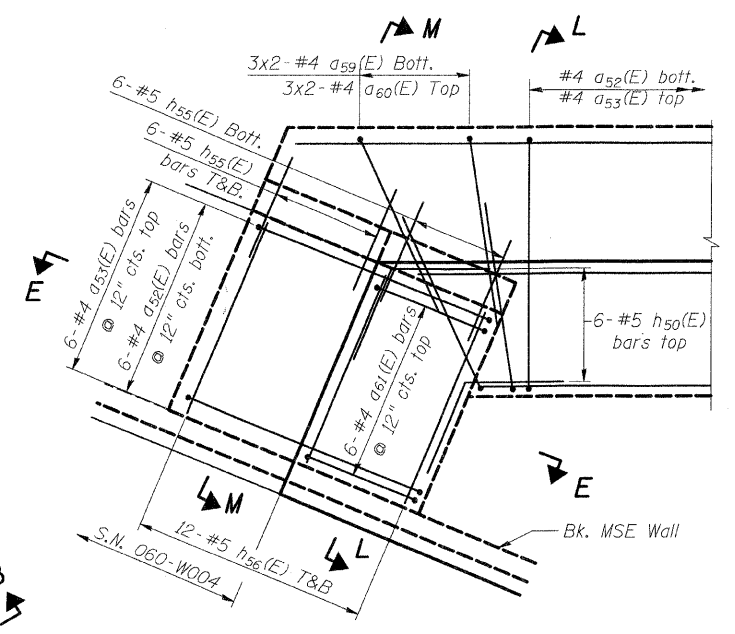 M
L
3x2-#4 a59(E) Bott.
3x2-#4 a60(E) Top
#4 a52(E) bott.
#4 a53(E) top
6-#5 h55(E) Bott.
6-#5 h55(E)
bars T&B.
6-#4 a53(E) bars
@ 12" cts. top
6-#4 a52(E) bars
@ 12" cts. bott.
E
6-#5 h50(E)
bars top
6-#4 a61(E) bars
@ 12" cts. top
E
M
L
Bk. MSE Wall
12-#5 h56(E) T&B
S.N. 060-W004